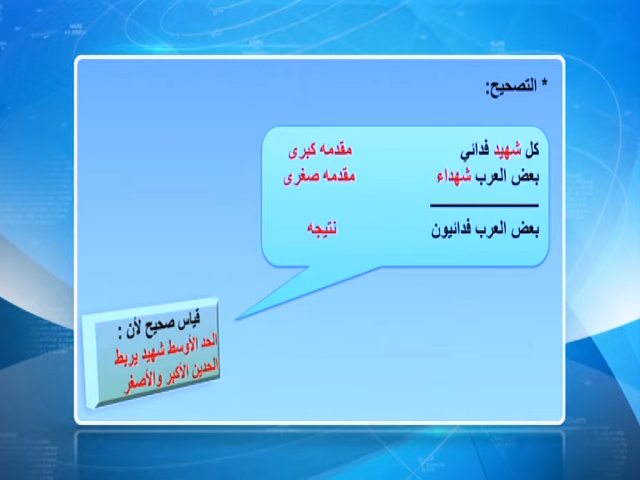 * التصحيح:
كل شهيد فدائي مقدمه كبرى
بعض العرب شهداء مقدمه صغرى
بعض العرب فدائيون نتيجه
قياس صحيح لأن :
الحد الأوسط شهيد يربط
الحدين الأكبر والأصغر